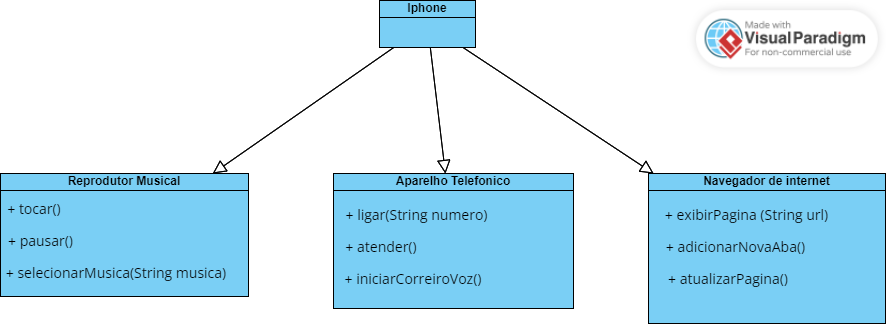 Iphone
Made with
Visual Paradigm
For non-commercial use
Reprodutor Musical
+ tocar()
+ pausar()
+ selecionarMusica(String musica)
Aparelho Telefonico
+ ligar(String numero)
+ atender()
+ iniciarCorreiroVoz()
Navegador de internet
+ exibirPagina (String url)
+ adicionarNovaAba()
+ atualizarPagina()